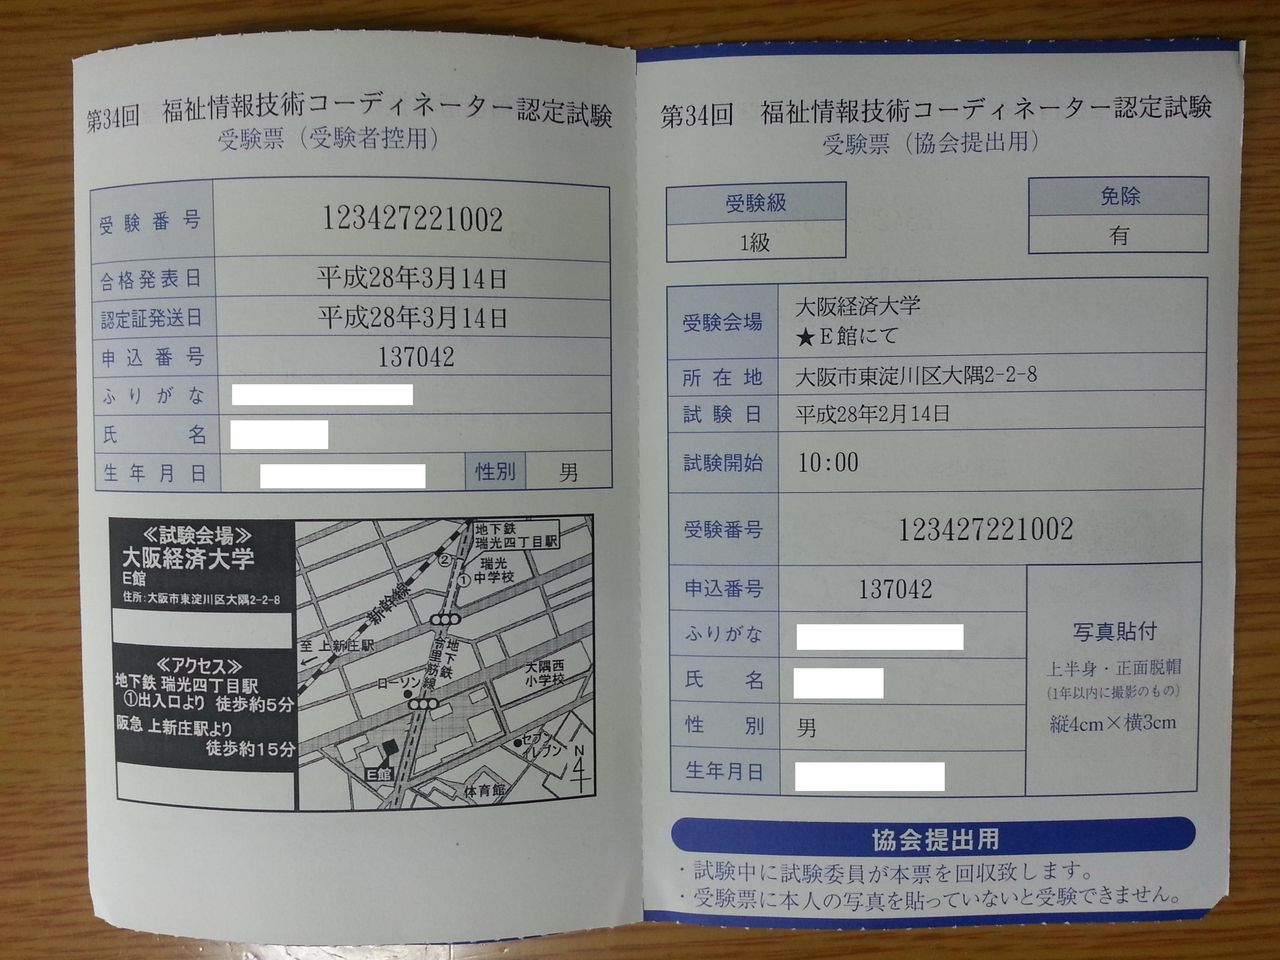 第34回 福祉情報技術コーディネーター認定試験
受験票（受験者控用）
受験番号 123427221002
合格発表日 平成28年3月14日
認定証発送日 平成28年3月14日
申込番号 137042
ふりがな
氏名
生年月日 性別 男
≪試験会場≫
大阪経済大学
E館
住所:大阪市東淀川区大隅2-2-8
≪アクセス≫
地下鉄 瑞光四丁目駅
①出入口より 徒歩約5分
阪急 上新庄駅より
徒歩約15分
地下鉄
瑞光四丁目駅
②
①
瑞光
中学校
新幹線
至 上新庄駅
地下鉄
今里筋線
ローソン
大隅西
小学校
セブン
イレブン
N
E館
体育館
第34回 福祉情報技術コーディネーター認定試験
受験票（協会提出用）
受験級
1級
免除
有
受験会場 大阪経済大学
★E館にて
所在地 大阪市東淀川区大隅2-2-8
試験日 平成28年2月14日
試験開始 10:00
受験番号 123427221002
申込番号 137042
ふりがな
氏名
性別 男
生年月日
写真貼付
上半身・正面脱帽
(1年以内に撮影のもの)
縦4cm×横3cm
協会提出用
・試験中に試験委員が本票を回収致します。
・受験票に本人の写真を貼っていないと受験できません。